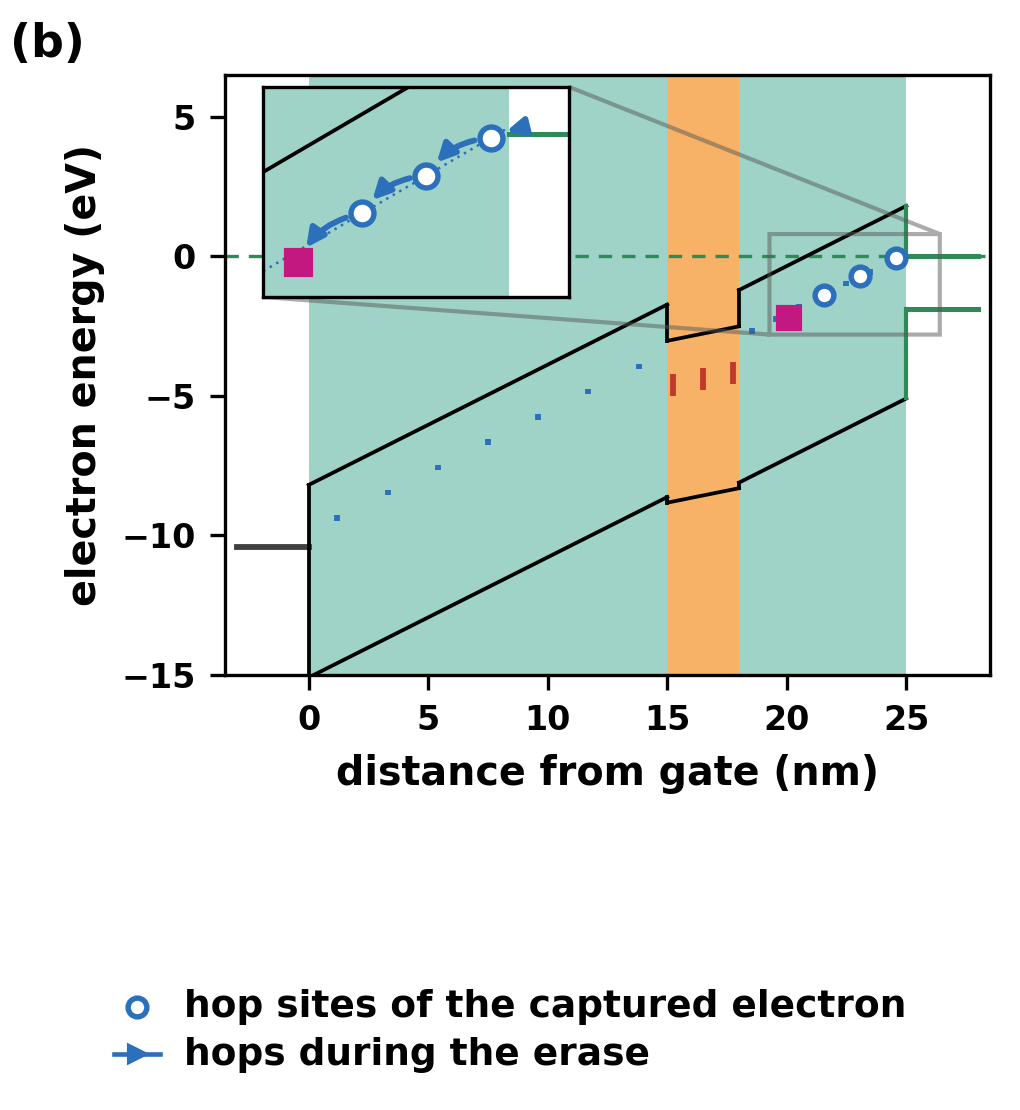 (b)
electron energy (eV)
5
0
−5
−10
−15
0 5 10 15 20 25
distance from gate (nm)
hop sites of the captured electron
hops during the erase